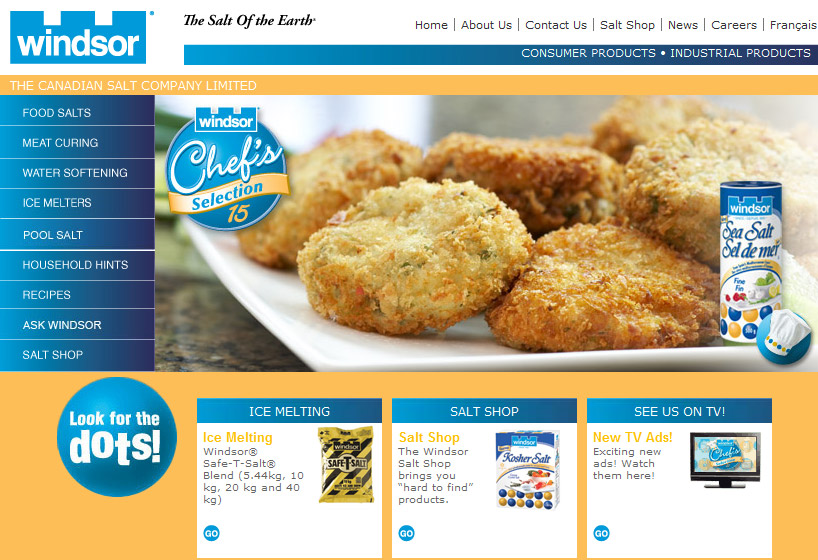 windsor
The Salt Of the Earth®
Home | About Us | Contact Us | Salt Shop | News | Careers | Français
CONSUMER PRODUCTS • INDUSTRIAL PRODUCTS
THE CANADIAN SALT COMPANY LIMITED
FOOD SALTS
MEAT CURING
WATER SOFTENING
ICE MELTERS
POOL SALT
HOUSEHOLD HINTS
RECIPES
ASK WINDSOR
SALT SHOP
windsor
Chef's
Selection
15
windsor
Sea Salt
Sel de mer
Fine
Fin
Look for the
dots!
ICE MELTING
Ice Melting
Windsor®
Safe-T-Salt®
Blend (5.44kg, 10
kg, 20 kg and 40
kg)
windsor
SAFE-T-SALT
GO
SALT SHOP
Salt Shop
The Windsor
Salt Shop
brings you
“hard to find”
products.
windsor
Kosher Salt
GO
SEE US ON TV!
New TV Ads!
Exciting new
ads! Watch
them here!
Chef's
GO